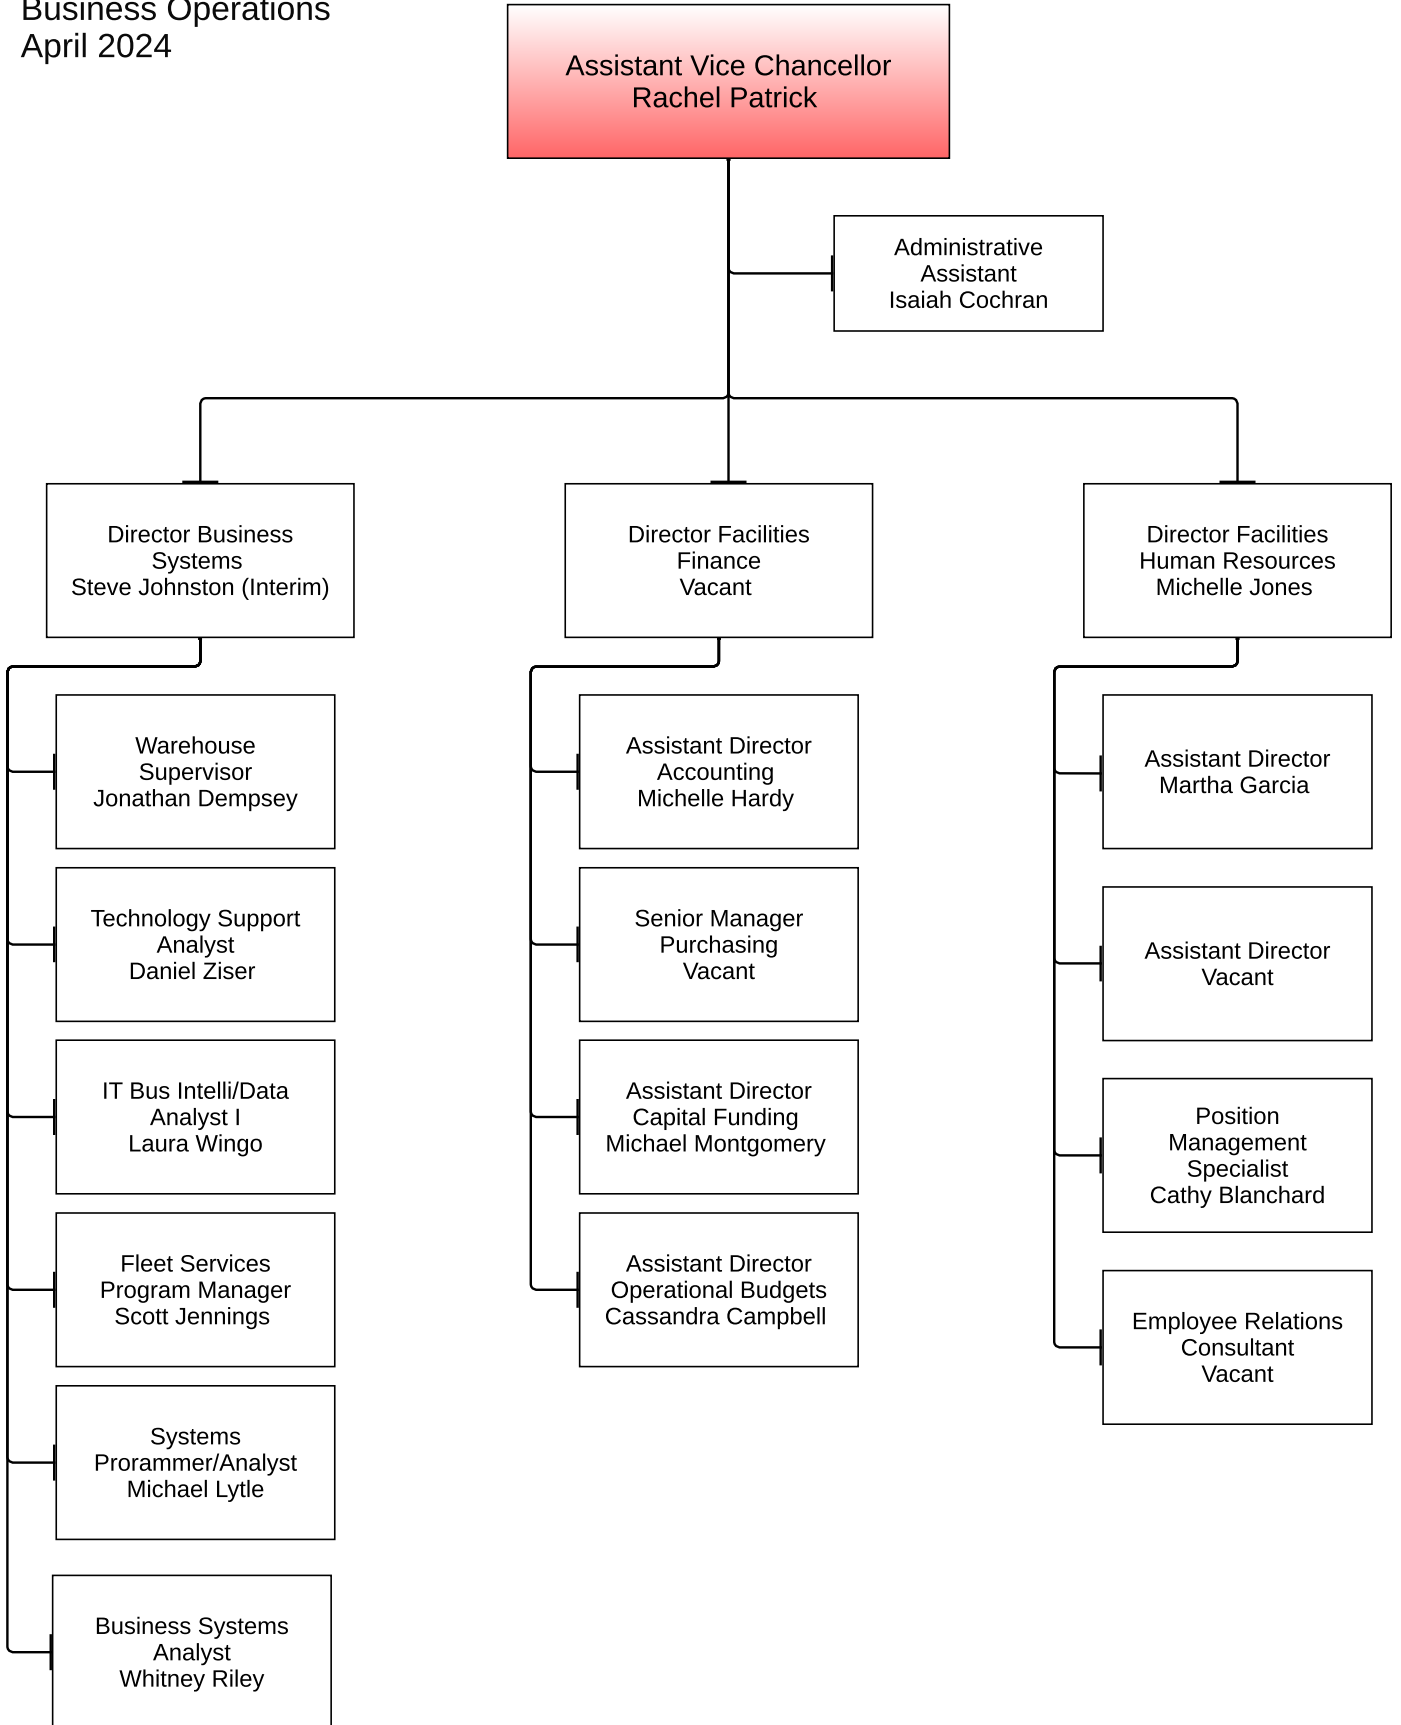 Business Operations
April 2024
Assistant Vice Chancellor
Rachel Patrick
Administrative
Assistant
Isaiah Cochran
Director Business
Systems
Steve Johnston (Interim)
Director Facilities
Finance
Vacant
Director Facilities
Human Resources
Michelle Jones
Warehouse
Supervisor
Jonathan Dempsey
Technology Support
Analyst
Daniel Ziser
IT Bus Intelli/Data
Analyst I
Laura Wingo
Fleet Services
Program Manager
Scott Jennings
Systems
Prorammer/Analyst
Michael Lytle
Business Systems
Analyst
Whitney Riley
Assistant Director
Accounting
Michelle Hardy
Senior Manager
Purchasing
Vacant
Assistant Director
Capital Funding
Michael Montgomery
Assistant Director
Operational Budgets
Cassandra Campbell
Assistant Director
Martha Garcia
Assistant Director
Vacant
Position
Management
Specialist
Cathy Blanchard
Employee Relations
Consultant
Vacant